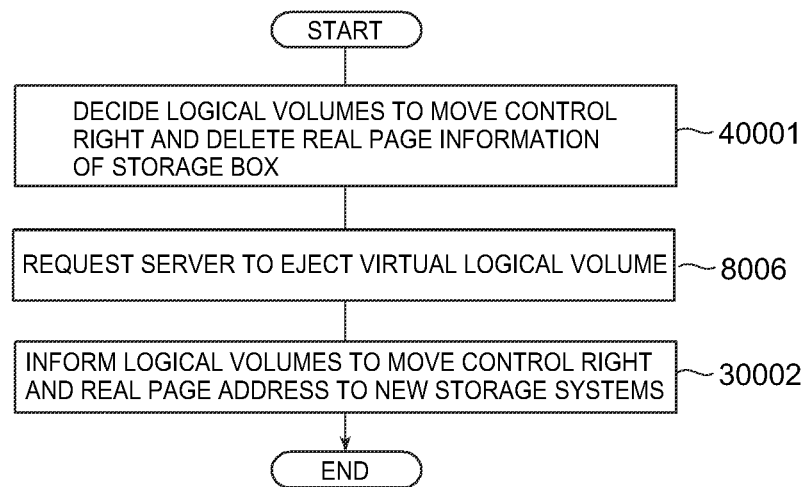 START
DECIDE LOGICAL VOLUMES TO MOVE CONTROL
RIGHT AND DELETE REAL PAGE INFORMATION
OF STORAGE BOX
40001
REQUEST SERVER TO EJECT VIRTUAL LOGICAL VOLUME
8006
INFORM LOGICAL VOLUMES TO MOVE CONTROL RIGHT
AND REAL PAGE ADDRESS TO NEW STORAGE SYSTEMS
30002
END